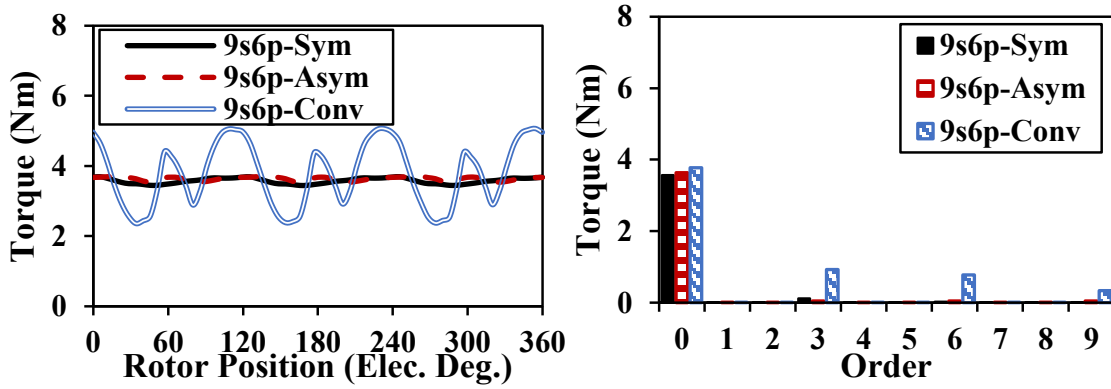 8
6
4
2
0
Torque (Nm)
9s6p-Sym
9s6p-Asym
9s6p-Conv
0 60 120 180 240 300 360
Rotor Position (Elec. Deg.)
8
6
4
2
0
Torque (Nm)
9s6p-Sym
9s6p-Asym
9s6p-Conv
0 1 2 3 4 5 6 7 8 9
Order